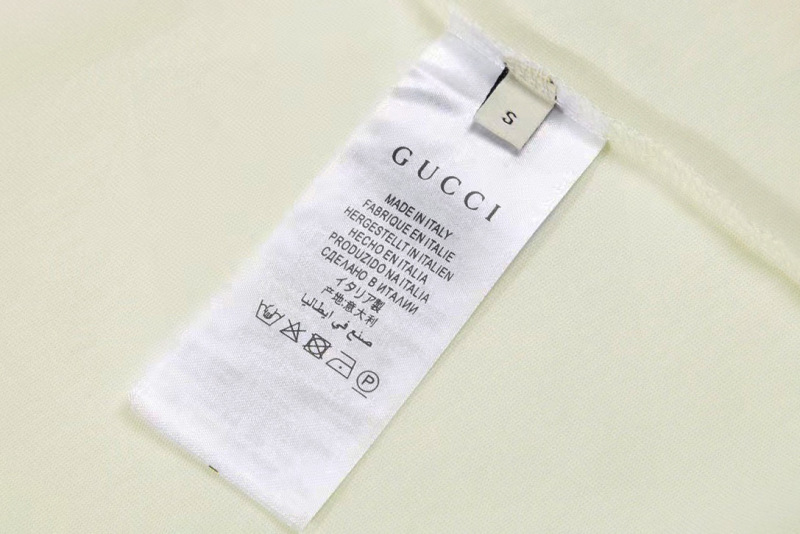 S
GUCCI
MADE IN ITALY
FABRIQUE EN ITALIE
HERGESTELLT IN ITALIEN
HECHO EN ITALIA
PRODUZIDO NA ITALIA
СДЕЛАНО В ИТАЛИИ
イタリア製
产地:意大利
صنع في ايطاليا
P